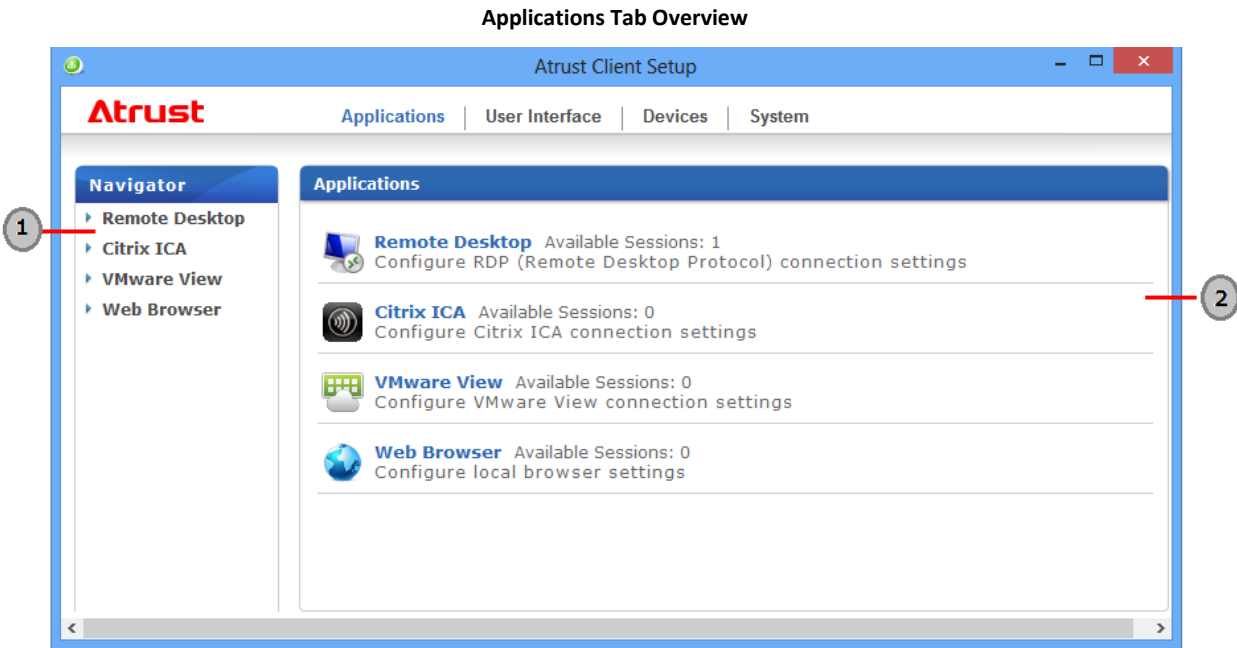 Applications Tab Overview
Atrust Client Setup
Atrust
Applications | User Interface | Devices | System
Navigator
Remote Desktop
Citrix ICA
VMware View
Web Browser
1
Applications
Remote Desktop Available Sessions: 1
Configure RDP (Remote Desktop Protocol) connection settings
Citrix ICA Available Sessions: 0
Configure Citrix ICA connection settings
VMware View Available Sessions: 0
Configure VMware View connection settings
Web Browser Available Sessions: 0
Configure local browser settings
2